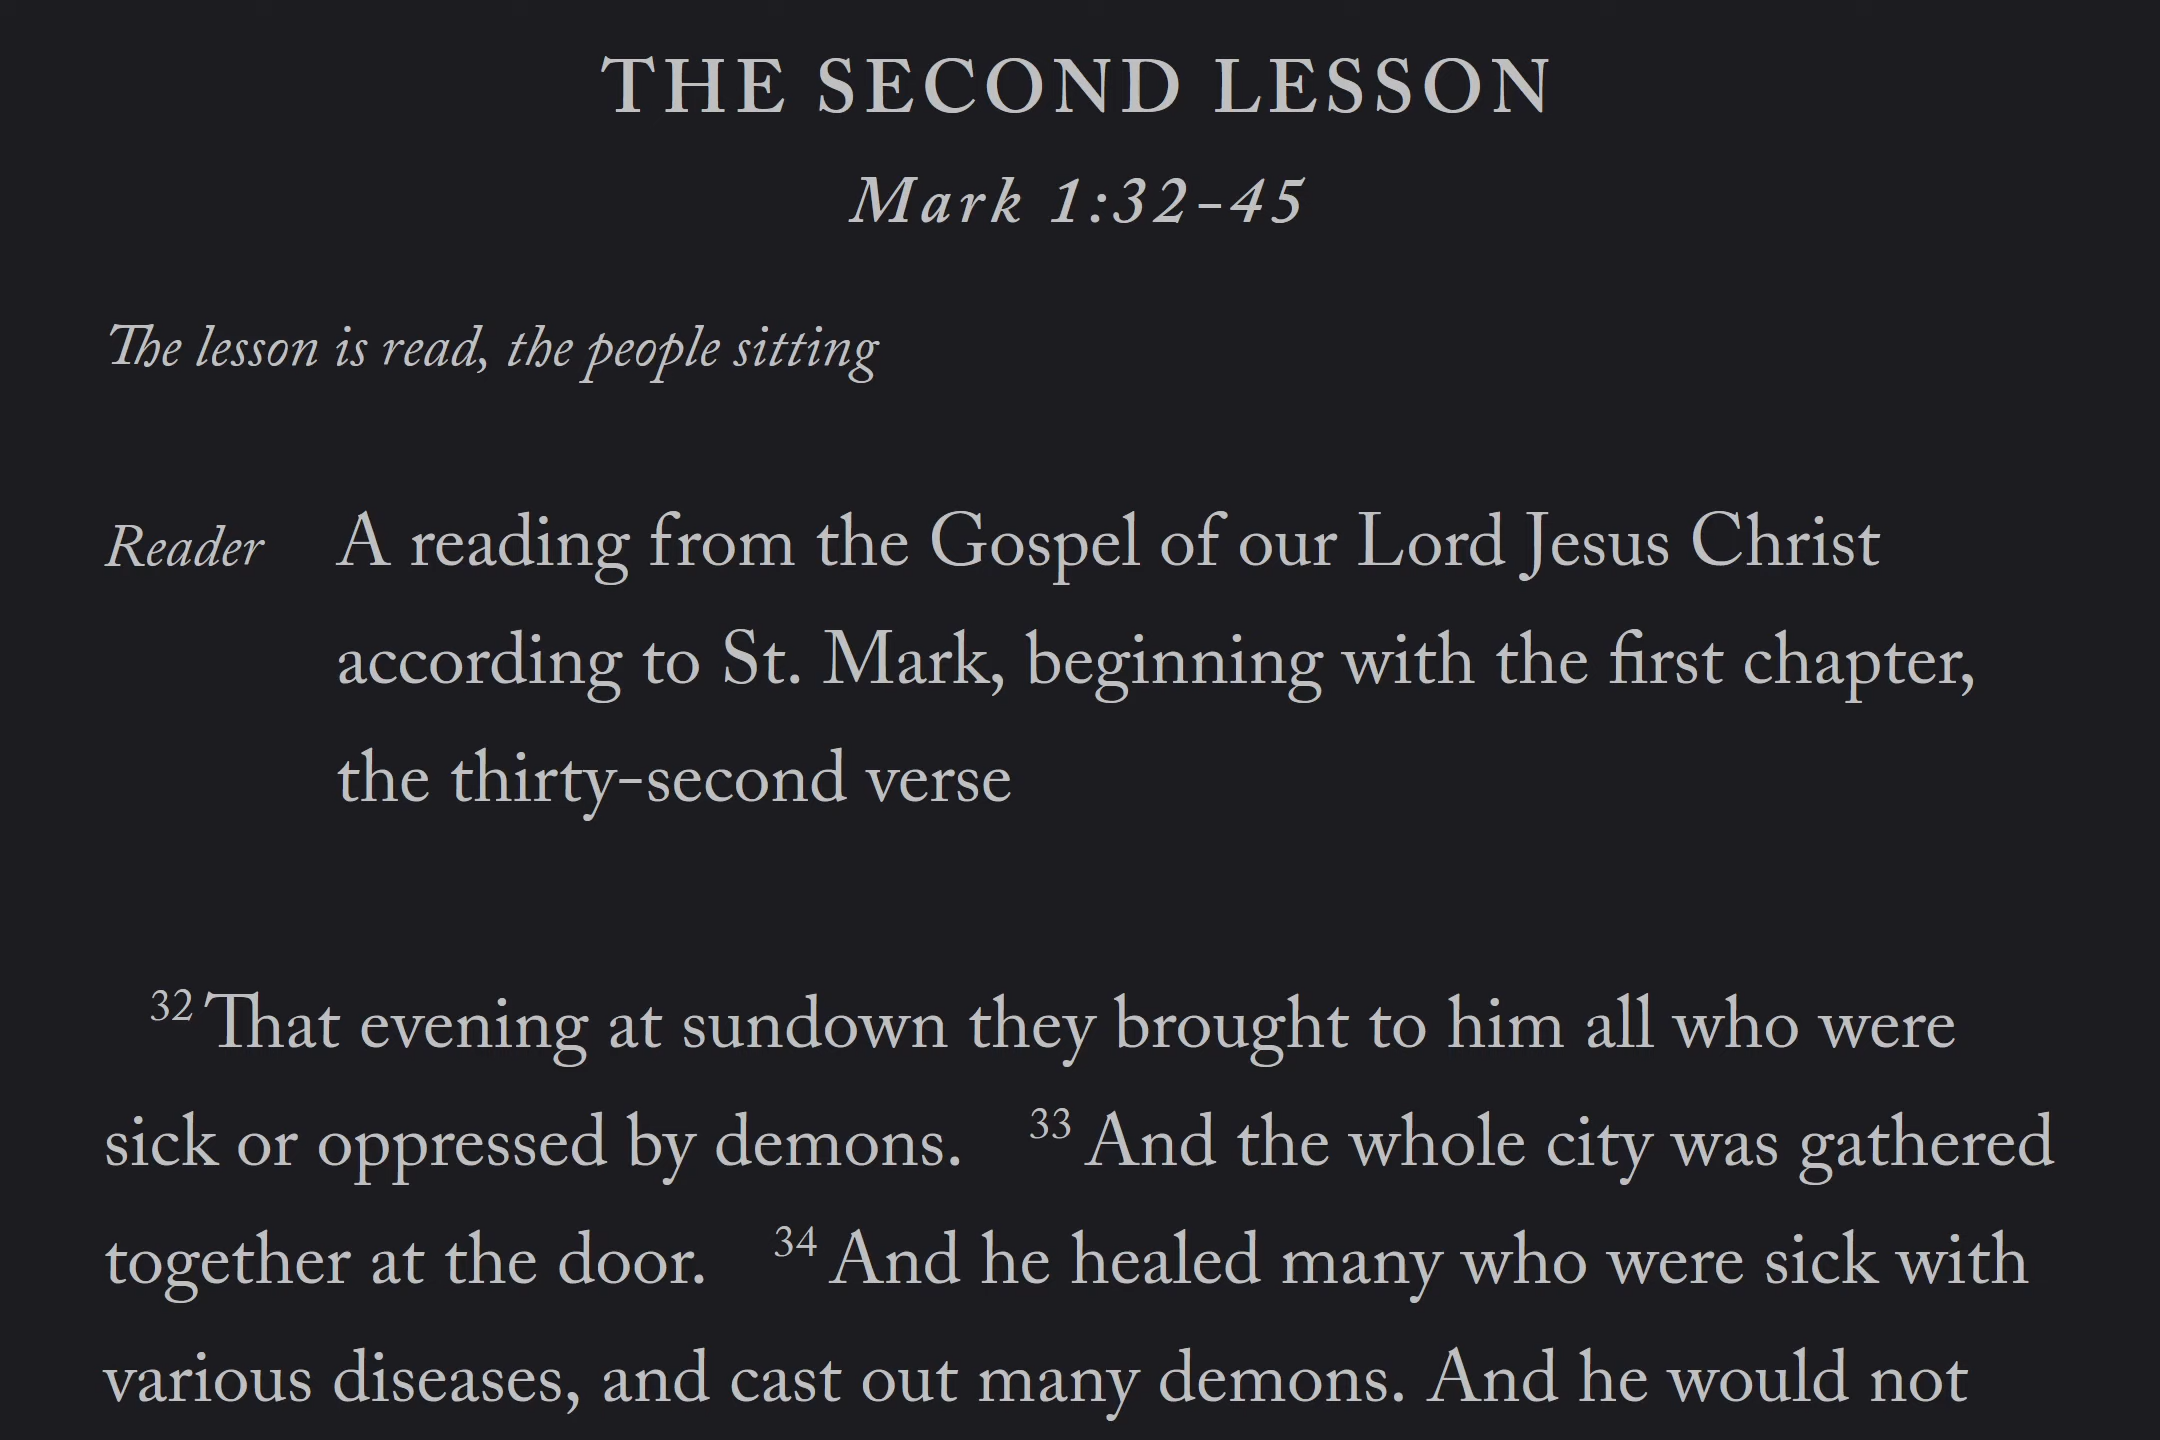 THE SECOND LESSON
Mark 1:32-45
The lesson is read, the people sitting
Reader A reading from the Gospel of our Lord Jesus Christ
according to St. Mark, beginning with the first chapter,
the thirty-second verse
32 That evening at sundown they brought to him all who were
sick or oppressed by demons. 33 And the whole city was gathered
together at the door. 34 And he healed many who were sick with
various diseases, and cast out many demons. And he would not